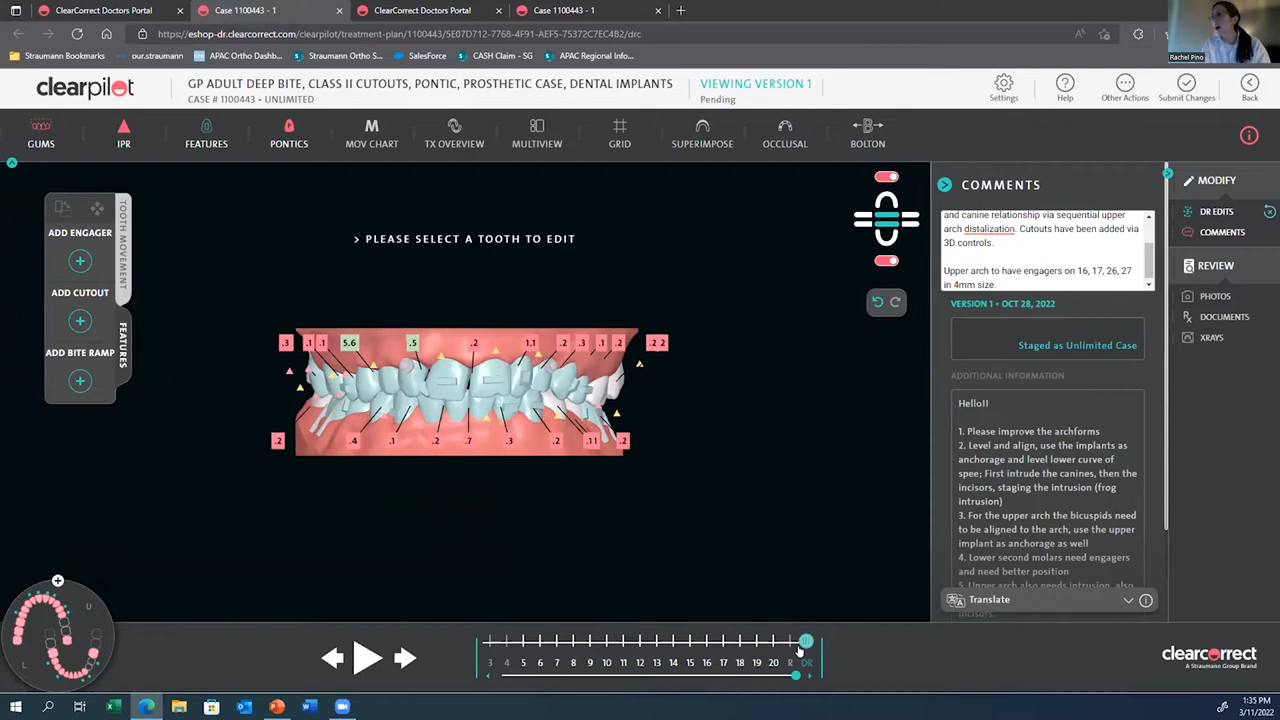 ClearCorrect Doctors Portal
Case 1100443 - 1
ClearCorrect Doctors Portal
Case 1100443 - 1
https://eshop-dr.clearcorrect.com/clearpilot/treatment-plan/1100443/5E07D712-7768-4F91-AEF5-75372C7EC4B2/drc
Straumann Bookmarks
our.straumann
APAC Ortho Dashb...
Straumann Ortho S...
SalesForce
CASH Claim - SG
APAC Regional Info...
Rachel Pino
clearpilot
GP ADULT DEEP BITE, CLASS II CUTOUTS, PONTIC, PROSTHETIC CASE, DENTAL IMPLANTS
CASE # 1100443 • UNLIMITED
VIEWING VERSION 1
Pending
Settings
Help
Other Actions
Submit Changes
Back
GUMS
IPR
FEATURES
PONTICS
MOV CHART
TX OVERVIEW
MULTIVIEW
GRID
SUPERIMPOSE
OCCLUSAL
BOLTON
ADD ENGAGER
ADD CUTOUT
ADD BITE RAMP
TOOTH MOVEMENT
FEATURES
> PLEASE SELECT A TOOTH TO EDIT
.3 .1 .1 5.6 .5 .2 1.1 .2 .3 .1 .2 .2 2
.2 .4 .1 .2 .7 .3 .2 .11 .2
COMMENTS
and canine relationship via sequential upper
arch distalization. Cutouts have been added via
3D controls.
Upper arch to have engagers on 16, 17, 26, 27
in 4mm size.
VERSION 1 • OCT 28, 2022
Staged as Unlimited Case
ADDITIONAL INFORMATION
Hello!!
1. Please improve the archforms
2. Level and align, use the implants as
anchorage and level lower curve of
spee; First intrude the canines, then the
incisors, staging the intrusion (frog
intrusion)
3. For the upper arch the bicuspids need
to be aligned to the arch, use the upper
implant as anchorage as well
4. Lower second molars need engagers
and need better position
5. Upper arch also needs intrusion, also
Translate
MODIFY
DR EDITS
COMMENTS
REVIEW
PHOTOS
DOCUMENTS
XRAYS
U
L
3 4 5 6 7 8 9 10 11 12 13 14 15 16 17 18 19 20 R DR
clearcorrect
A Straumann Group Brand
1:35 PM
3/11/2022